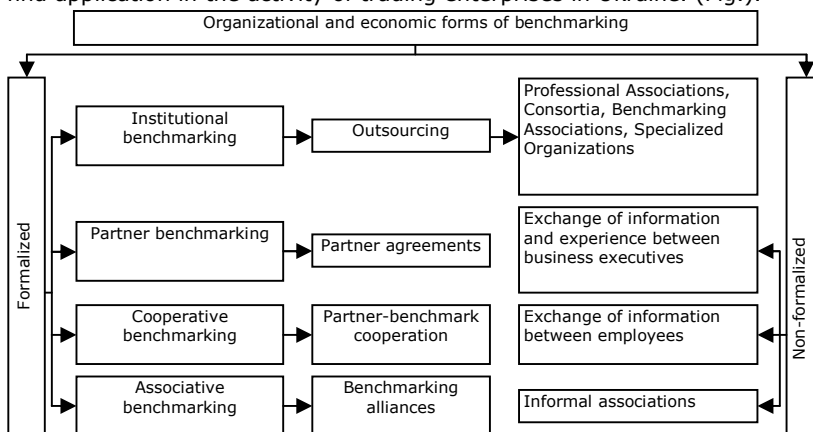 find application in the activity of trading enterprises in Ukraine. (Fig.).
Organizational and economic forms of benchmarking
Formalized
Institutional
benchmarking
Outsourcing
Professional Associations,
Consortia, Benchmarking
Associations, Specialized
Organizations
Partner benchmarking
Partner agreements
Exchange of information
and experience between
business executives
Cooperative
benchmarking
Partner-benchmark
cooperation
Exchange of information
between employees
Associative
benchmarking
Benchmarking
alliances
Informal associations
Non-formalized